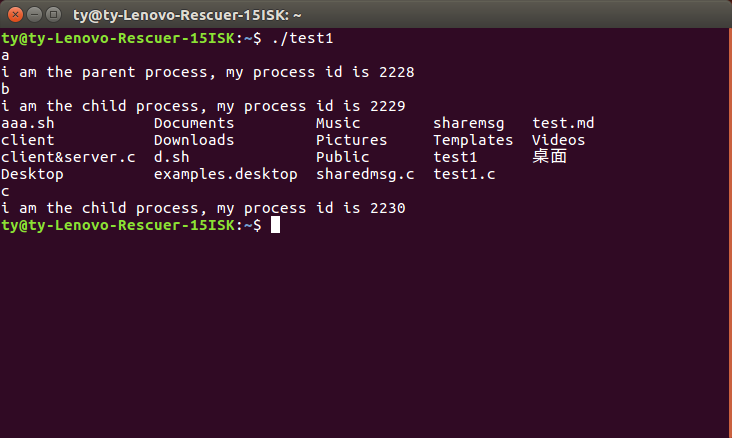 ty@ty-Lenovo-Rescuer-15ISK: ~
ty@ty-Lenovo-Rescuer-15ISK:~$ ./test1
a
i am the parent process, my process id is 2228
b
i am the child process, my process id is 2229
aaa.sh Documents Music sharemsg test.md
client Downloads Pictures Templates Videos
client&server.c d.sh Public test1 桌面
Desktop examples.desktop sharedmsg.c test1.c
c
i am the child process, my process id is 2230
ty@ty-Lenovo-Rescuer-15ISK:~$